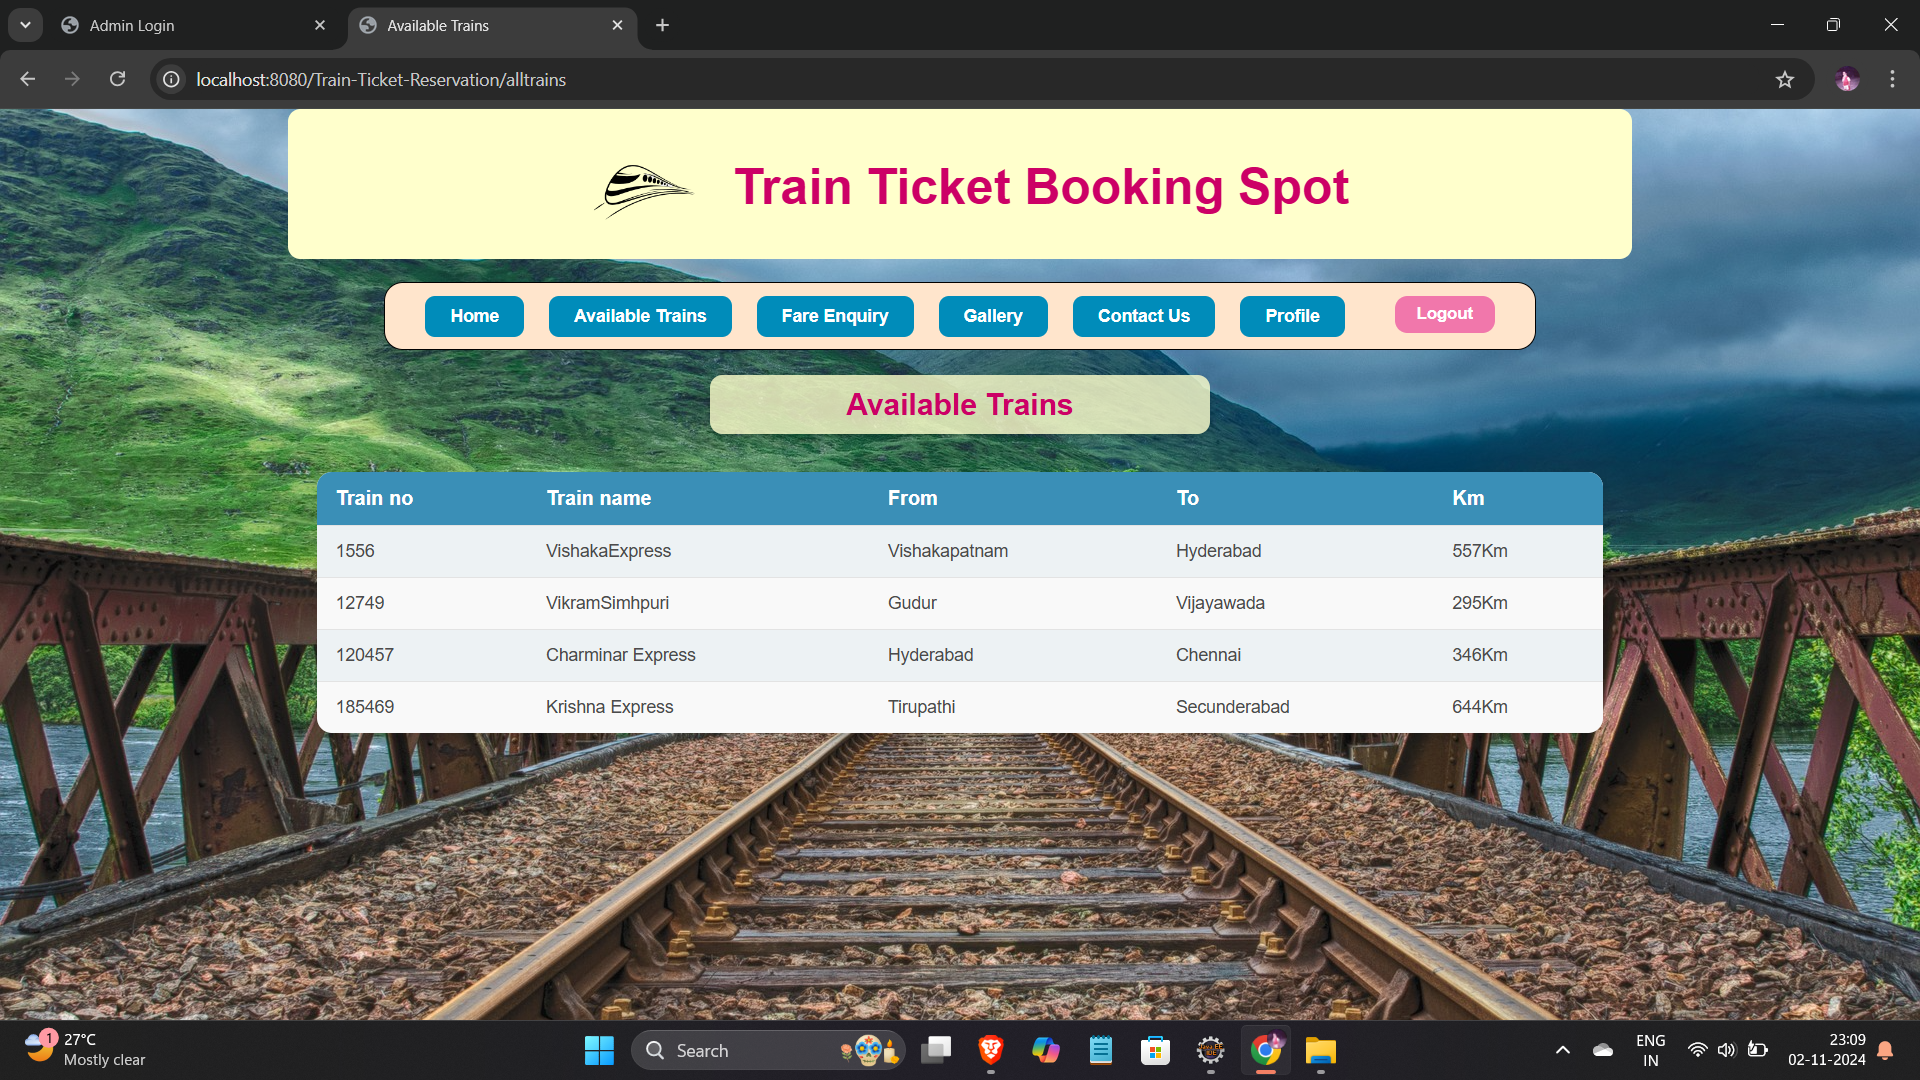 Admin Login
Available Trains
localhost:8080/Train-Ticket-Reservation/alltrains
Train Ticket Booking Spot
Home Available Trains Fare Enquiry Gallery Contact Us Profile Logout
Available Trains
Train no Train name From To Km
1556 VishakaExpress Vishakapatnam Hyderabad 557Km
12749 VikramSimhpuri Gudur Vijayawada 295Km
120457 Charminar Express Hyderabad Chennai 346Km
185469 Krishna Express Tirupathi Secunderabad 644Km
1
27°C
Mostly clear
Search
ENG
IN
23:09
02-11-2024